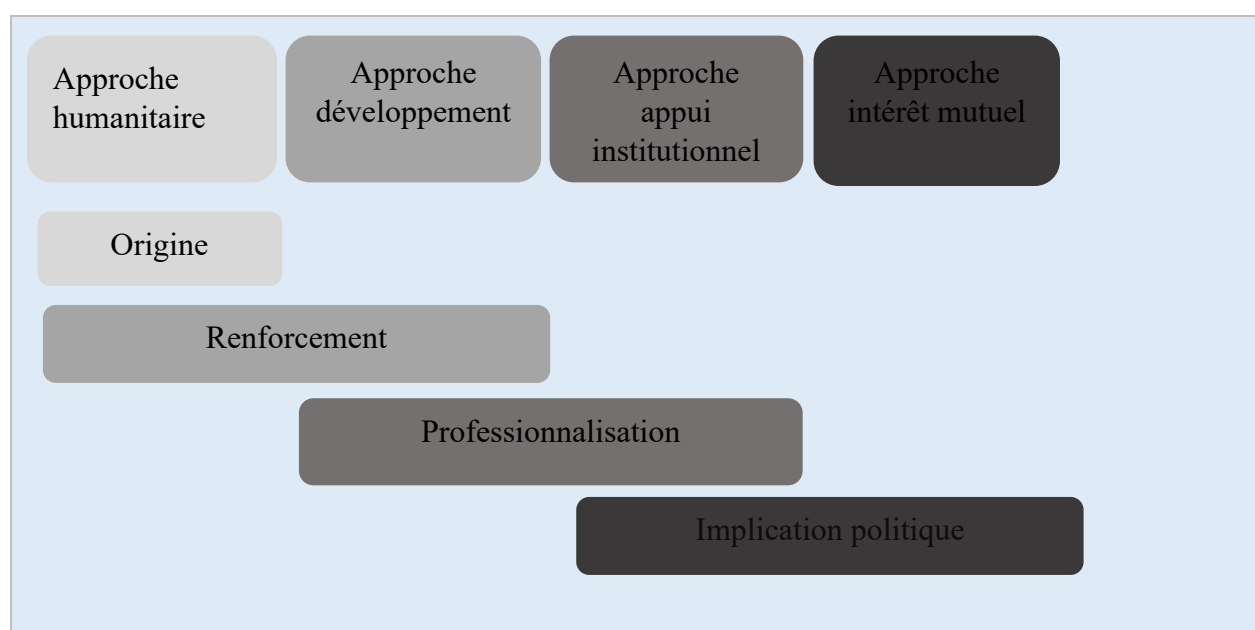 Approche
humanitaire
Approche
développement
Approche
appui
institutionnel
Approche
intérêt mutuel
Origine
Renforcement
Professionnalisation
Implication politique